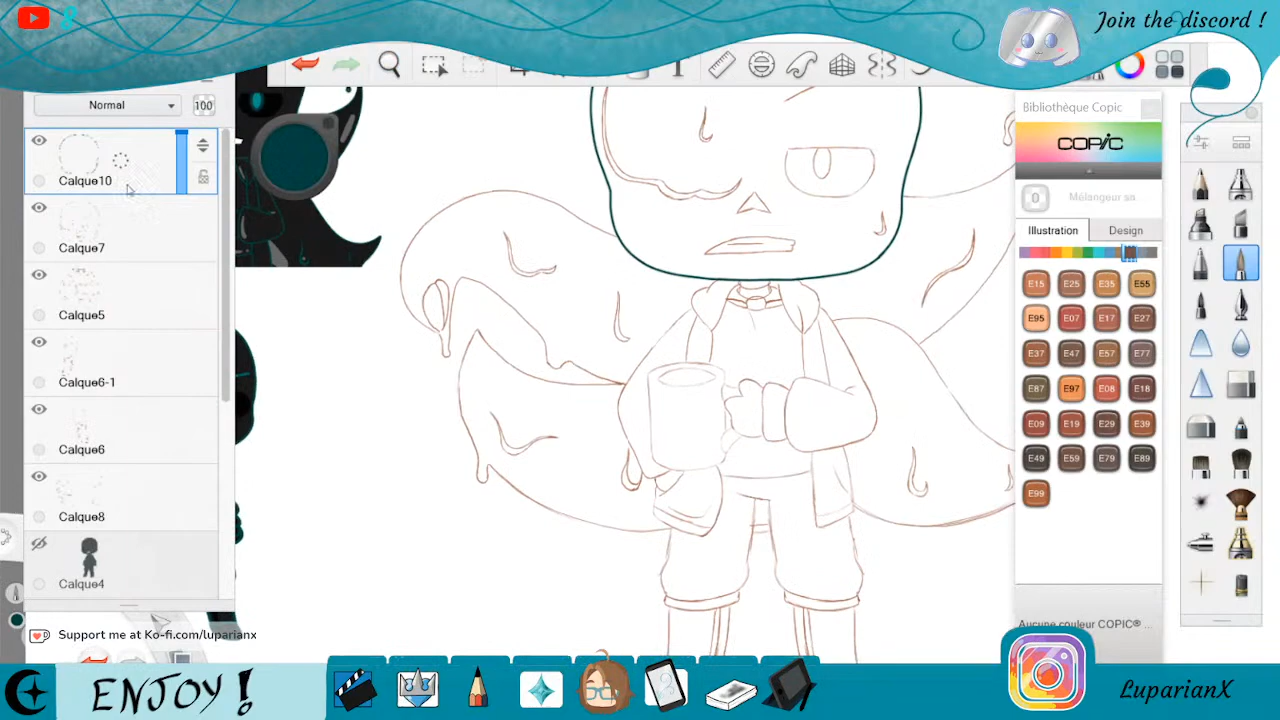 Join the discord !
Normal
100
Calque10
Calque7
Calque5
Calque6-1
Calque6
Calque8
Calque4
Bibliothèque Copic
COPIC
0
Mélangeur sa...
Illustration
Design
E15 E25 E35 E55
E95 E07 E17 E27
E37 E47 E57 E77
E87 E97 E08 E18
E09 E19 E29 E39
E49 E59 E79 E89
E99
Aucune couleur COPIC® ...
Support me at Ko-fi.com/luparianx
ENJOY !
LuparianX